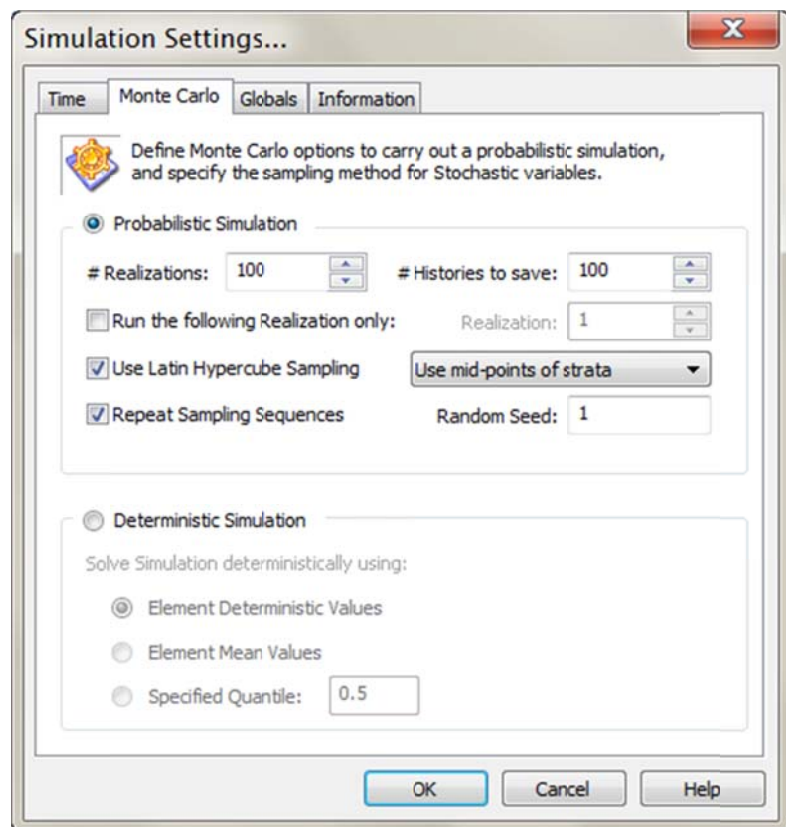 Simulation Settings...
Time Monte Carlo Globals Information
Define Monte Carlo options to carry out a probabilistic simulation,
and specify the sampling method for Stochastic variables.
Probabilistic Simulation
# Realizations: 100 # Histories to save: 100
Run the following Realization only: Realization: 1
Use Latin Hypercube Sampling Use mid-points of strata
Repeat Sampling Sequences Random Seed: 1
Deterministic Simulation
Solve Simulation deterministically using:
Element Deterministic Values
Element Mean Values
Specified Quantile: 0.5
OK Cancel Help